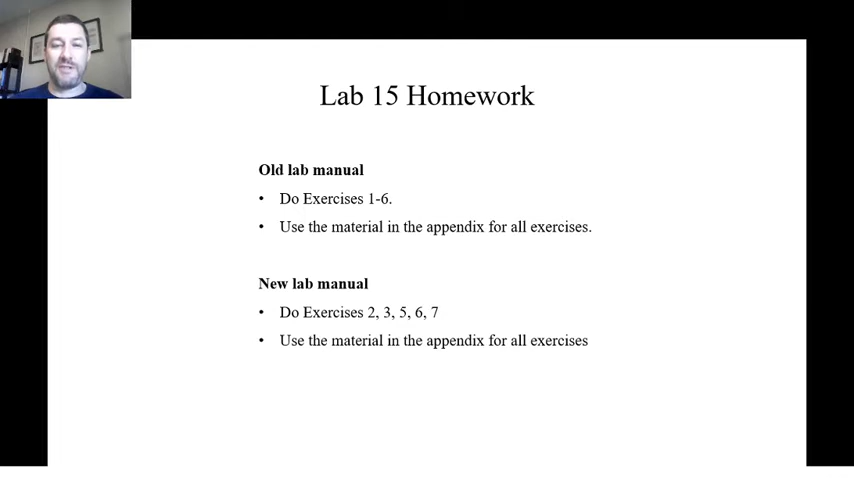 Lab 15 Homework
Old lab manual
• Do Exercises 1-6.
• Use the material in the appendix for all exercises.
New lab manual
• Do Exercises 2, 3, 5, 6, 7
• Use the material in the appendix for all exercises